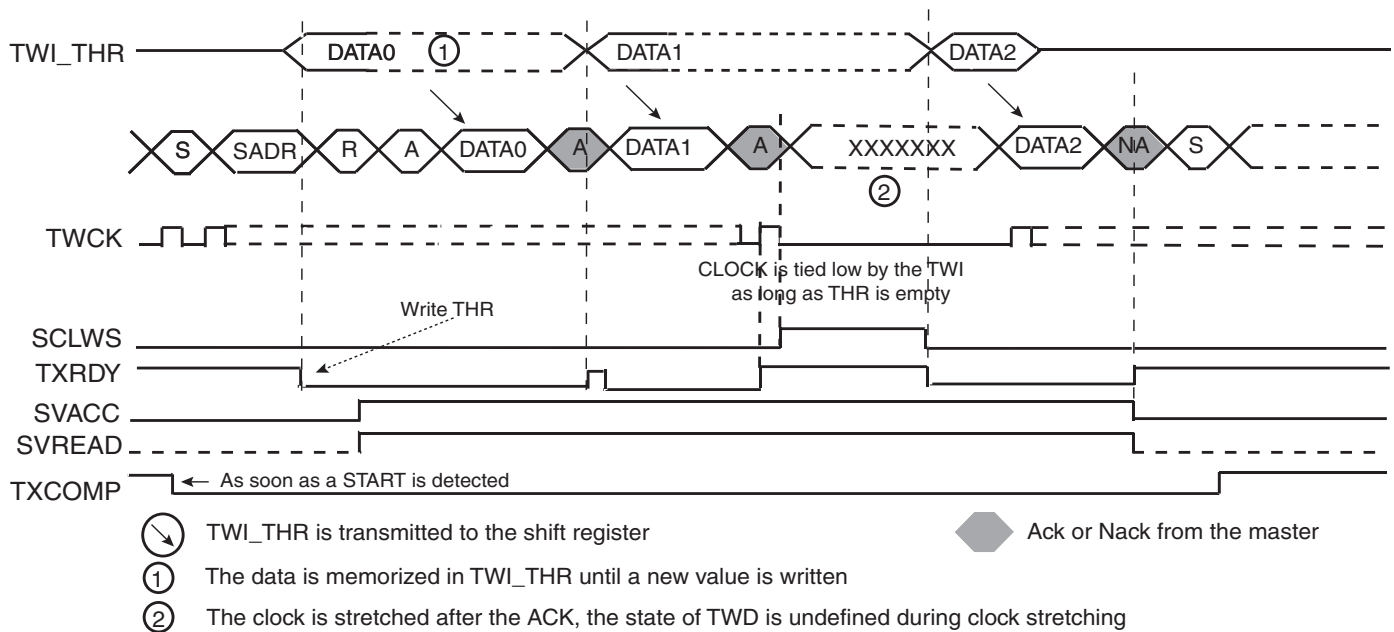 TWI_THR DATA0 1 DATA1 DATA2
S SADR R A DATA0 A DATA1 A XXXXXXX DATA2 NA S
2
TWCK
CLOCK is tied low by the TWI
as long as THR is empty
Write THR
SCLWS
TXRDY
SVACC
SVREAD
TXCOMP As soon as a START is detected
TWI_THR is transmitted to the shift register Ack or Nack from the master
1 The data is memorized in TWI_THR until a new value is written
2 The clock is stretched after the ACK, the state of TWD is undefined during clock stretching